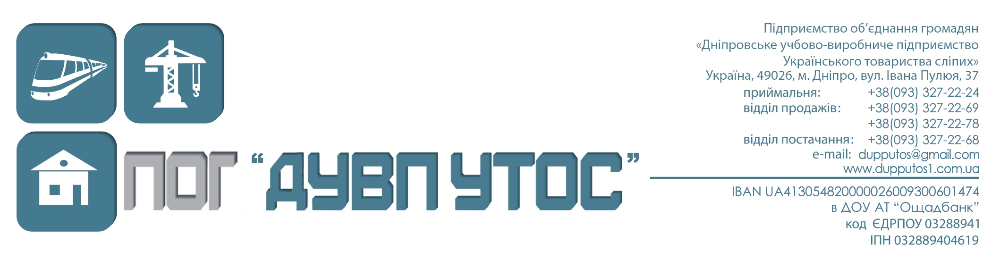 ПОГ “ДУВП УТОС”
Підприємство об’єднання громадян
«Дніпровське учбово-виробниче підприємство
Українського товариства сліпих»
Україна, 49026, м. Дніпро, вул. Івана Пулюя, 37
приймальня: +38(093) 327-22-24
відділ продажів: +38(093) 327-22-69
+38(093) 327-22-78
відділ постачання: +38(093) 327-22-68
e-mail: dupputos@gmail.com
www.dupputos1.com.ua
IBAN UA413054820000026009300601474
в ДОУ АТ “Ощадбанк”
код ЄДРПОУ 03288941
ІПН 032889404619